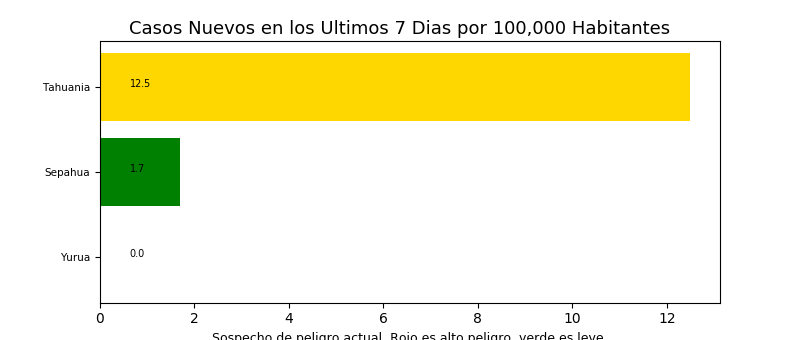 Casos Nuevos en los Ultimos 7 Dias por 100,000 Habitantes
Tahuania
12.5
Sepahua
1.7
Yurua
0.0
0 2 4 6 8 10 12
Sospecho de peligro actual. Rojo es alto peligro, verde es leve